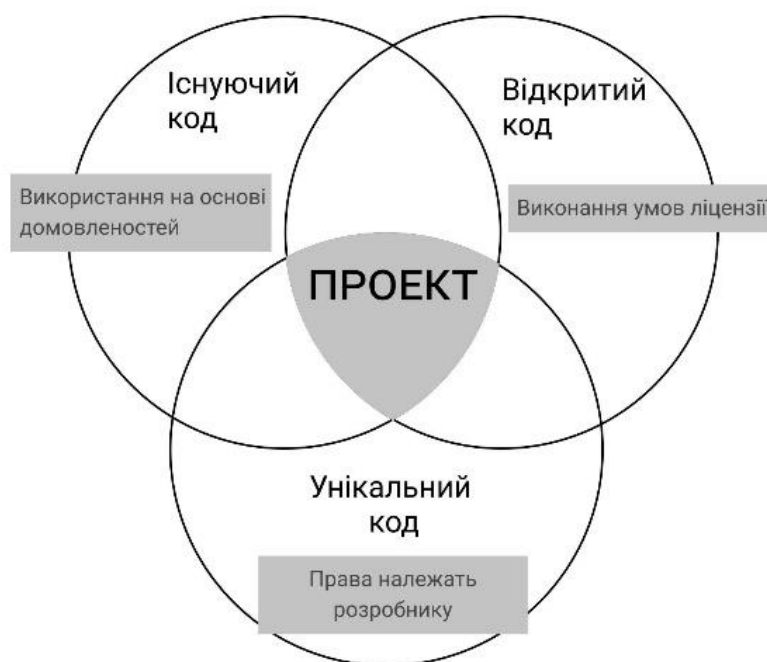 Існуючий
код
Відкритий
код
Використання на основі
домовленостей
Виконання умов ліцензії
ПРОЕКТ
Унікальний
код
Права належать
розробнику